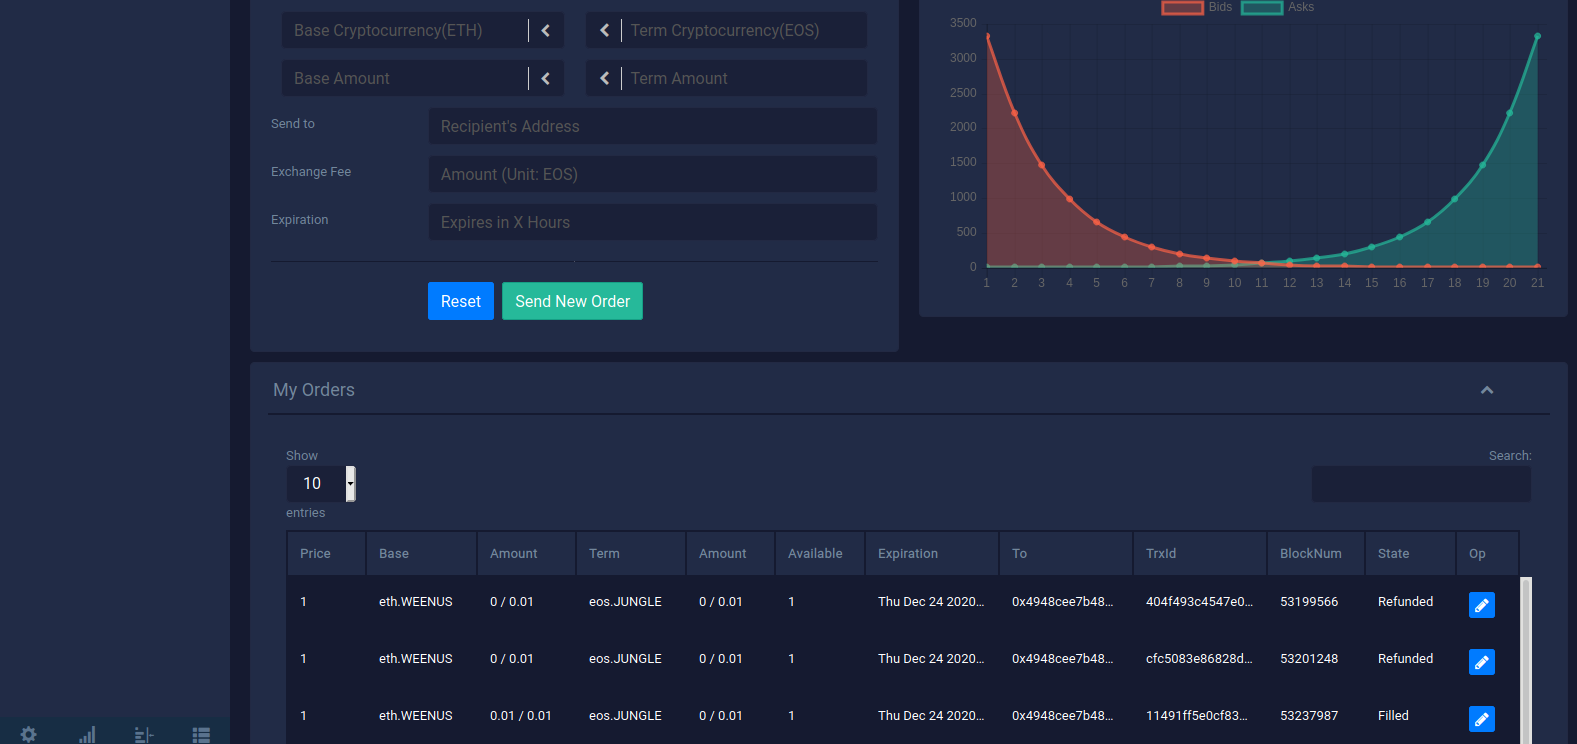 Bids Asks
Base Cryptocurrency(ETH) Term Cryptocurrency(EOS)
Base Amount Term Amount
Send to Recipient's Address
Exchange Fee Amount (Unit: EOS)
Expiration Expires in X Hours
Reset Send New Order
3500
3000
2500
2000
1500
1000
500
0
1 2 3 4 5 6 7 8 9 10 11 12 13 14 15 16 17 18 19 20 21
My Orders
Show
10
entries
Search:
Price Base Amount Term Amount Available Expiration To TrxId BlockNum State Op
1 eth.WEENUS 0 / 0.01 eos.JUNGLE 0 / 0.01 1 Thu Dec 24 2020... 0x4948cee7b48... 404f493c4547e0... 53199566 Refunded
1 eth.WEENUS 0 / 0.01 eos.JUNGLE 0 / 0.01 1 Thu Dec 24 2020... 0x4948cee7b48... cfc5083e86828d... 53201248 Refunded
1 eth.WEENUS 0.01 / 0.01 eos.JUNGLE 0 / 0.01 1 Thu Dec 24 2020... 0x4948cee7b48... 11491ff5e0cf83... 53237987 Filled